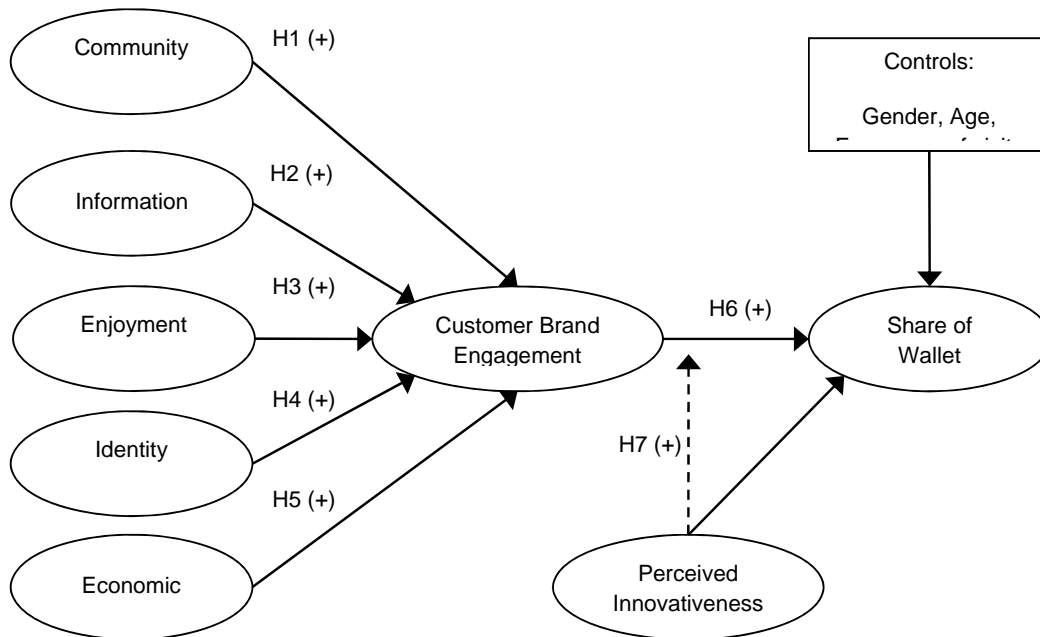 Community
H1 (+)
Controls:
Gender, Age,
H2 (+)
Information
H3 (+)
Enjoyment
Customer Brand
Engagement
H6 (+)
Share of
Wallet
H4 (+)
Identity
H7 (+)
H5 (+)
Economic
Perceived
Innovativeness